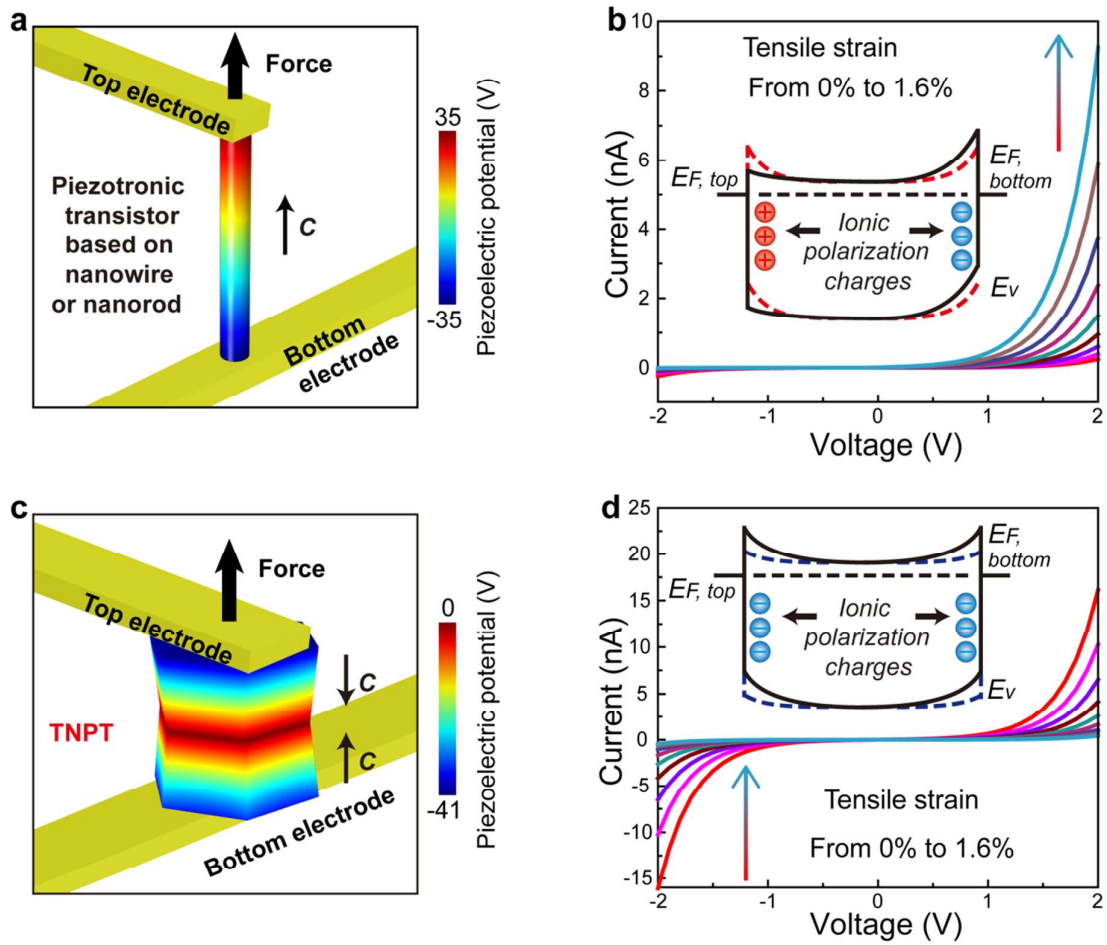 a
Top electrode
Force
Piezotronic
transistor
based on
nanowire
or nanorod
C
Bottom
electrode
35
-35
Piezoelectric potential (V)
b
Tensile strain
From 0% to 1.6%
EF, top
EF,
bottom
Ionic
polarization
charges
EV
10
8
6
4
2
0
Current (nA)
-2
-1
0
1
2
Voltage (V)
c
Force
Top electrode
C
TNPT
C
Bottom electrode
0
-41
Piezoelectric potential (V)
d
EF, top
EF,
bottom
Ionic
polarization
charges
EV
25
20
15
10
5
0
-5
-10
-15
Current (nA)
Tensile strain
From 0% to 1.6%
-2
-1
0
1
2
Voltage (V)